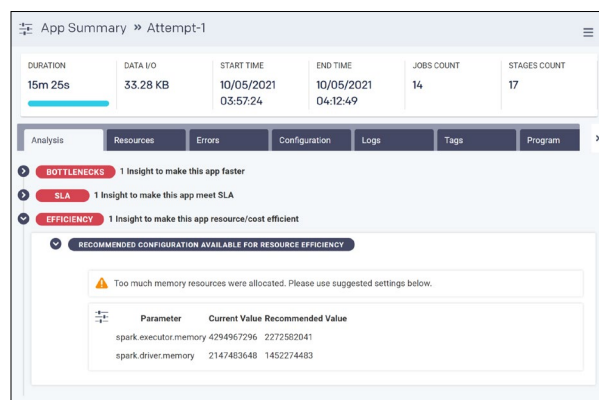 App Summary » Attempt-1
DURATION DATA I/O START TIME END TIME JOBS COUNT STAGES COUNT
15m 25s 33.28 KB 10/05/2021 10/05/2021 14 17
03:57:24 04:12:49
Analysis Resources Errors Configuration Logs Tags Program
BOTTLENECKS 1 Insight to make this app faster
SLA 1 Insight to make this app meet SLA
EFFICIENCY 1 Insight to make this app resource/cost efficient
RECOMMENDED CONFIGURATION AVAILABLE FOR RESOURCE EFFICIENCY
Too much memory resources were allocated. Please use suggested settings below.
Parameter Current Value Recommended Value
spark.executor.memory 4294967296 2272582041
spark.driver.memory 2147483648 1452274483